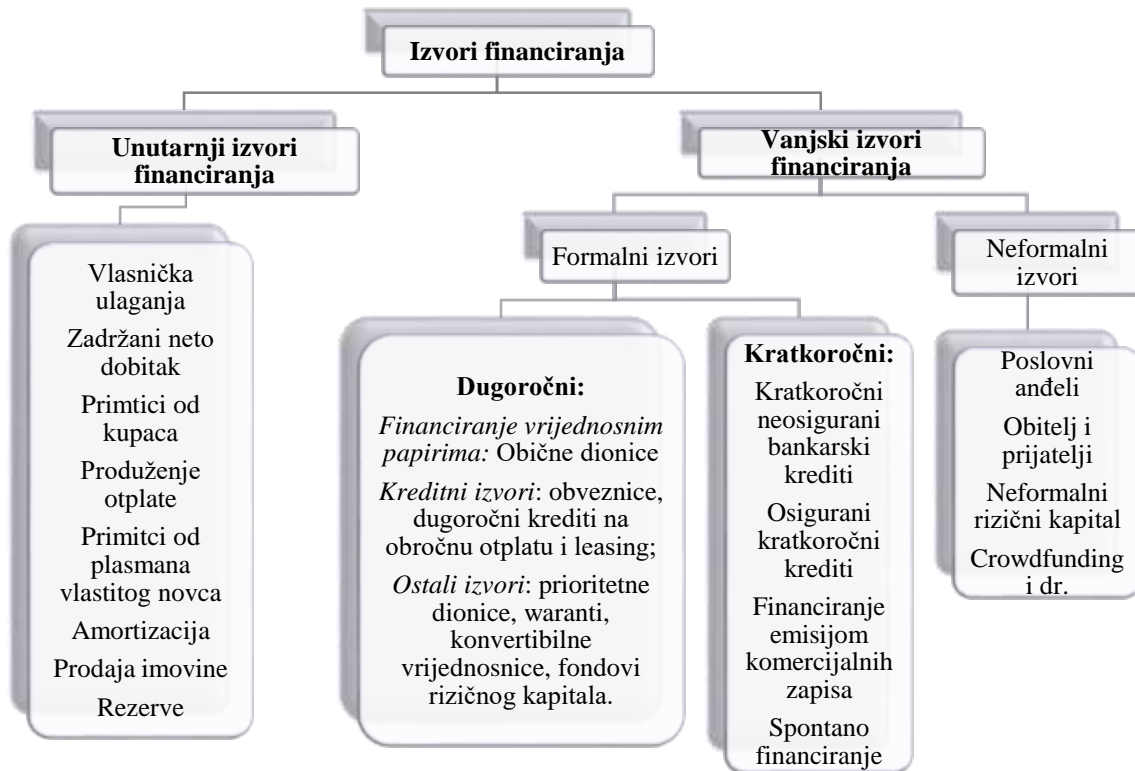 Izvori financiranja
Unutarnji izvori
financiranja
Vlasnička
ulaganja
Zadržani neto
dobitak
Primtici od
kupaca
Produženje
otplate
Primitci od
plasmana
vlastitog novca
Amortizacija
Prodaja imovine
Rezerve
Vanjski izvori
financiranja
Formalni izvori
Dugoročni:
Financiranje vrijednosnim
papirima: Obične dionice
Kreditni izvori: obveznice,
dugoročni krediti na
obročnu otplatu i leasing;
Ostali izvori: prioritetne
dionice, waranti,
konvertibilne
vrijednosnice, fondovi
rizičnog kapitala.
Kratkoročni:
Kratkoročni
neosigurani
bankarski
krediti
Osigurani
kratkoročni
krediti
Financiranje
emisijom
komercijalnih
zapisa
Spontano
financiranje
Neformalni
izvori
Poslovni
anđeli
Obitelj i
prijatelji
Neformalni
rizični kapital
Crowdfunding
i dr.